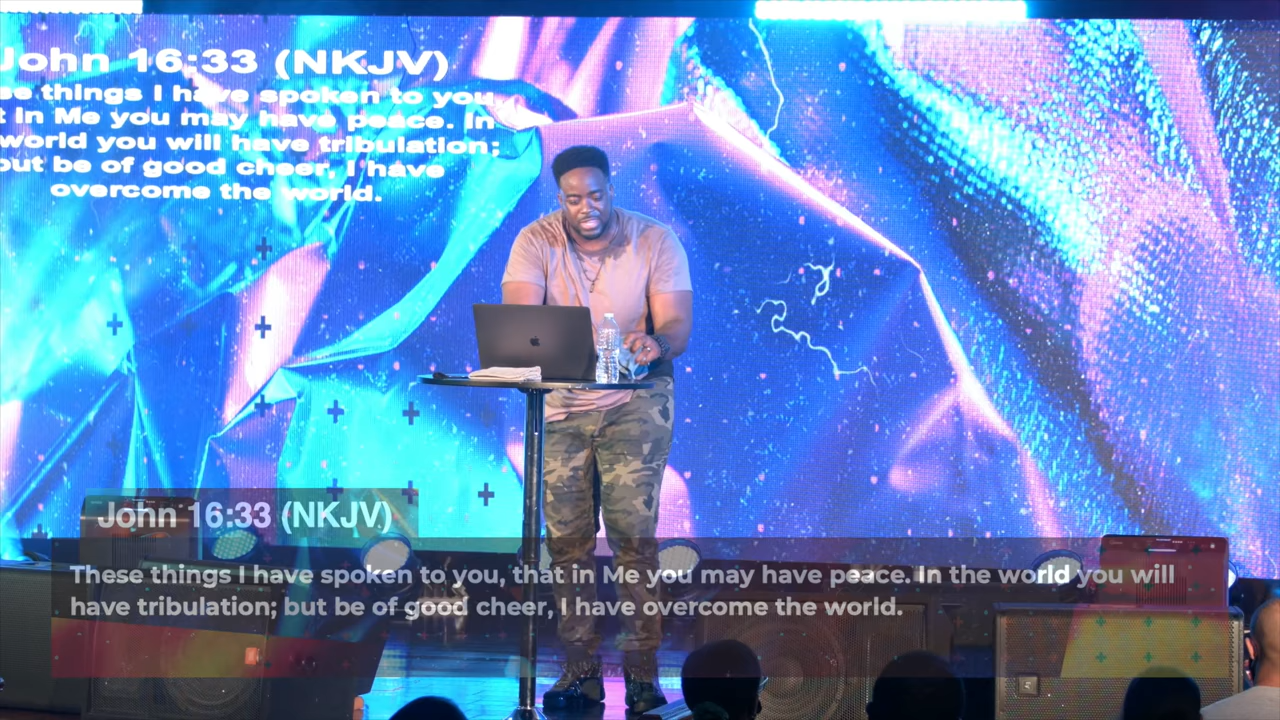 John 16:33 (NKJV)
se things I have spoken to you,
t in Me you may have peace. In
world you will have tribulation;
but be of good cheer, I have
overcome the world.
John 16:33 (NKJV)
These things I have spoken to you, that in Me you may have peace. In the world you will
have tribulation; but be of good cheer, I have overcome the world.